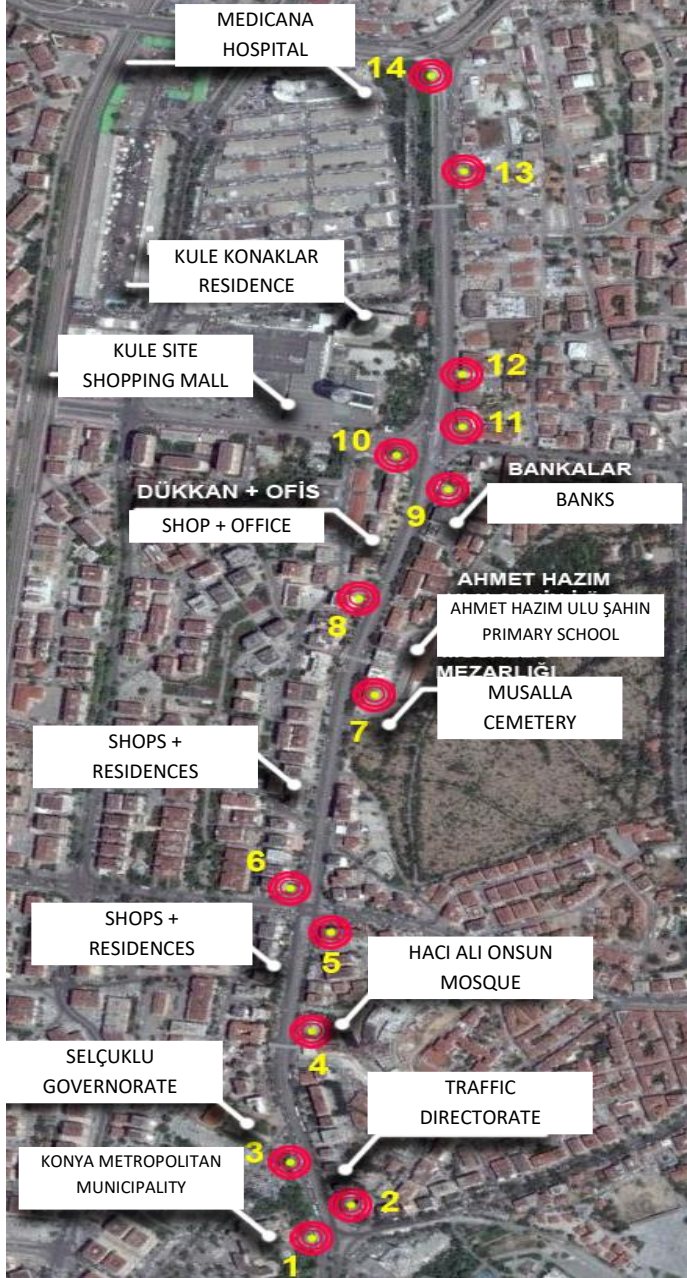 MEDICANA
HOSPITAL
14
13
KULE KONAKLAR
RESIDENCE
KULE SITE
SHOPPING MALL
12
11
10
BANKALAR
BANKS
DÜKKAN + OFİS
SHOP + OFFICE
9
AHMET HAZIM
8
AHMET HAZIM ULU ŞAHIN
PRIMARY SCHOOL
MEZARLIĞI
MUSALLA
CEMETERY
7
SHOPS +
RESIDENCES
6
SHOPS +
RESIDENCES
5
HACI ALI ONSUN
MOSQUE
4
SELÇUKLU
GOVERNORATE
TRAFFIC
DIRECTORATE
3
KONYA METROPOLITAN
MUNICIPALITY
2
1